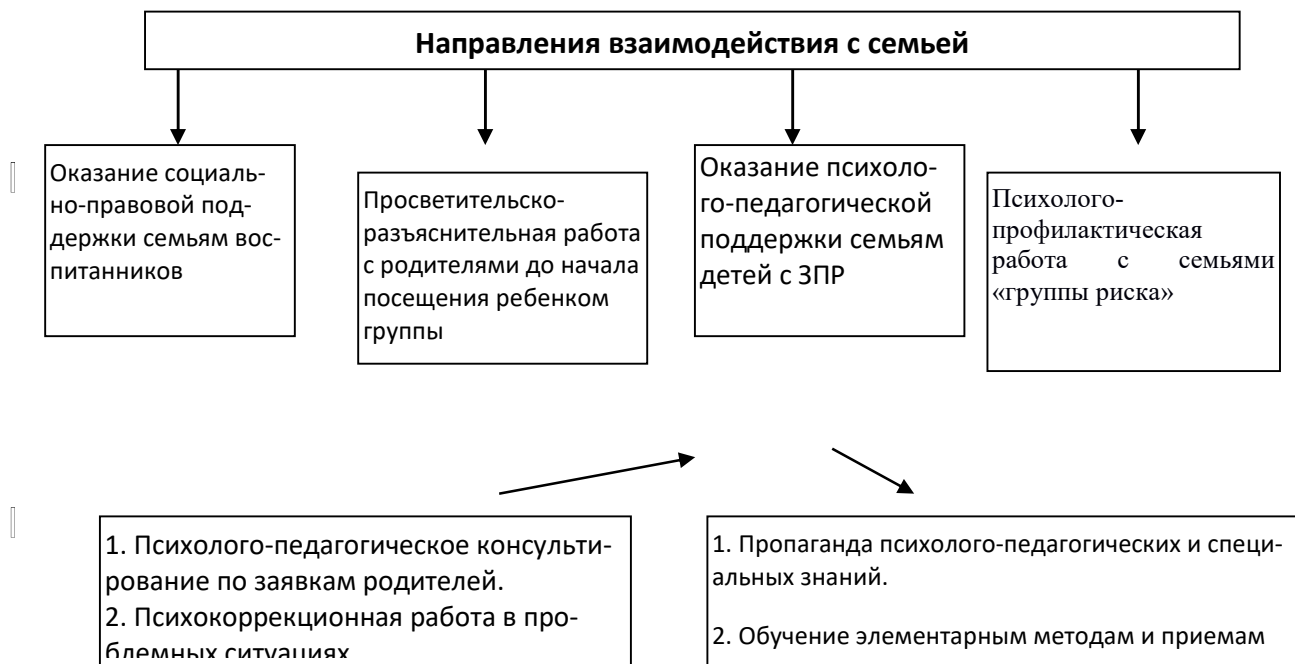 Направления взаимодействия с семьей
Оказание социаль-
но-правовой под-
держки семьям вос-
питанников
Просветительско-
разъяснительная работа
с родителями до начала
посещения ребенком
группы
Оказание психоло-
го-педагогической
поддержки семьям
детей с ЗПР
Психолого-
профилактическая
работа с семьями
«группы риска»
1. Психолого-педагогическое консульти-
рование по заявкам родителей.
2. Психокоррекционная работа в про-
блемных ситуациях
1. Пропаганда психолого-педагогических и специ-
альных знаний.
2. Обучение элементарным методам и приемам